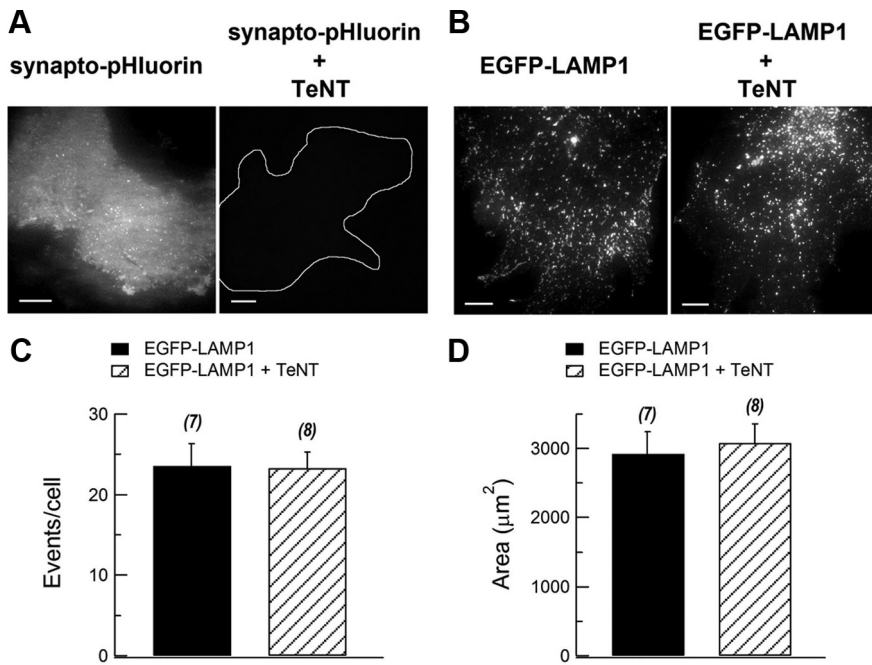 A
synapto-pHluorin
synapto-pHluorin
+
TeNT
B
EGFP-LAMP1
EGFP-LAMP1
+
TeNT
C
EGFP-LAMP1
EGFP-LAMP1 + TeNT
30
20
10
0
Events/cell
(7)
(8)
D
EGFP-LAMP1
EGFP-LAMP1 + TeNT
3000
2000
1000
0
Area (μm²)
(7)
(8)